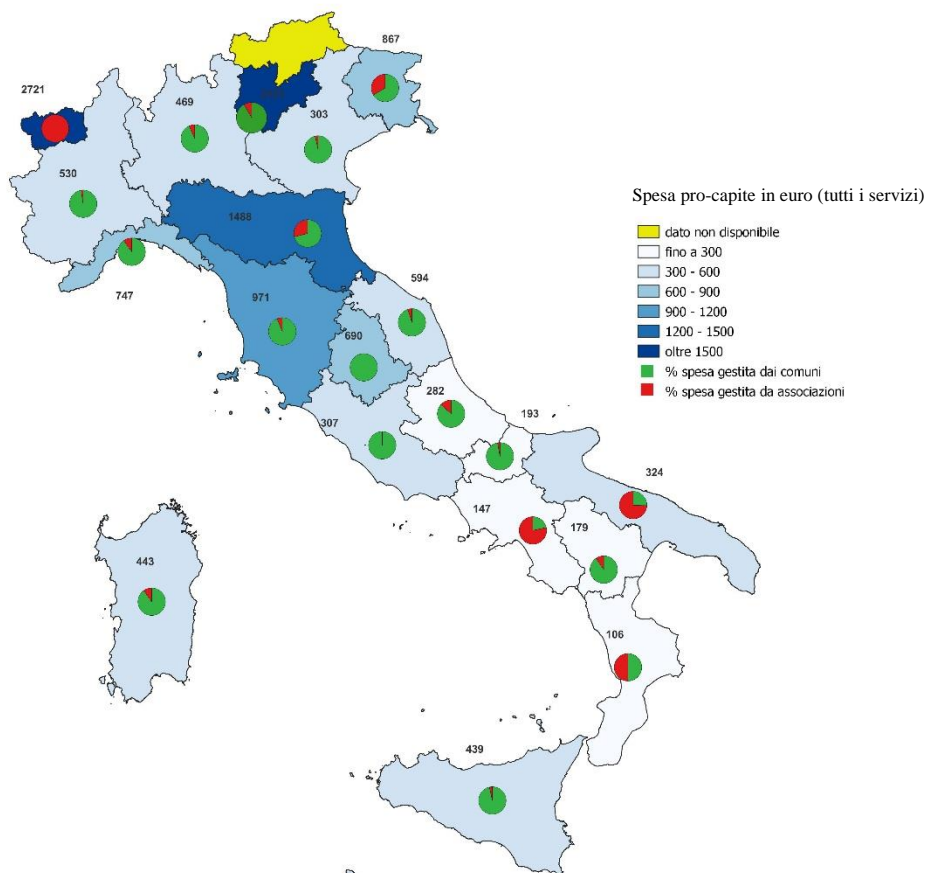 867
2721
469
303
530
Spesa pro-capite in euro (tutti i servizi)
dato non disponibile
fino a 300
300 - 600
600 - 900
900 - 1200
1200 - 1500
oltre 1500
% spesa gestita dai comuni
% spesa gestita da associazioni
1488
594
747
971
690
282
193
307
324
147
179
443
106
439